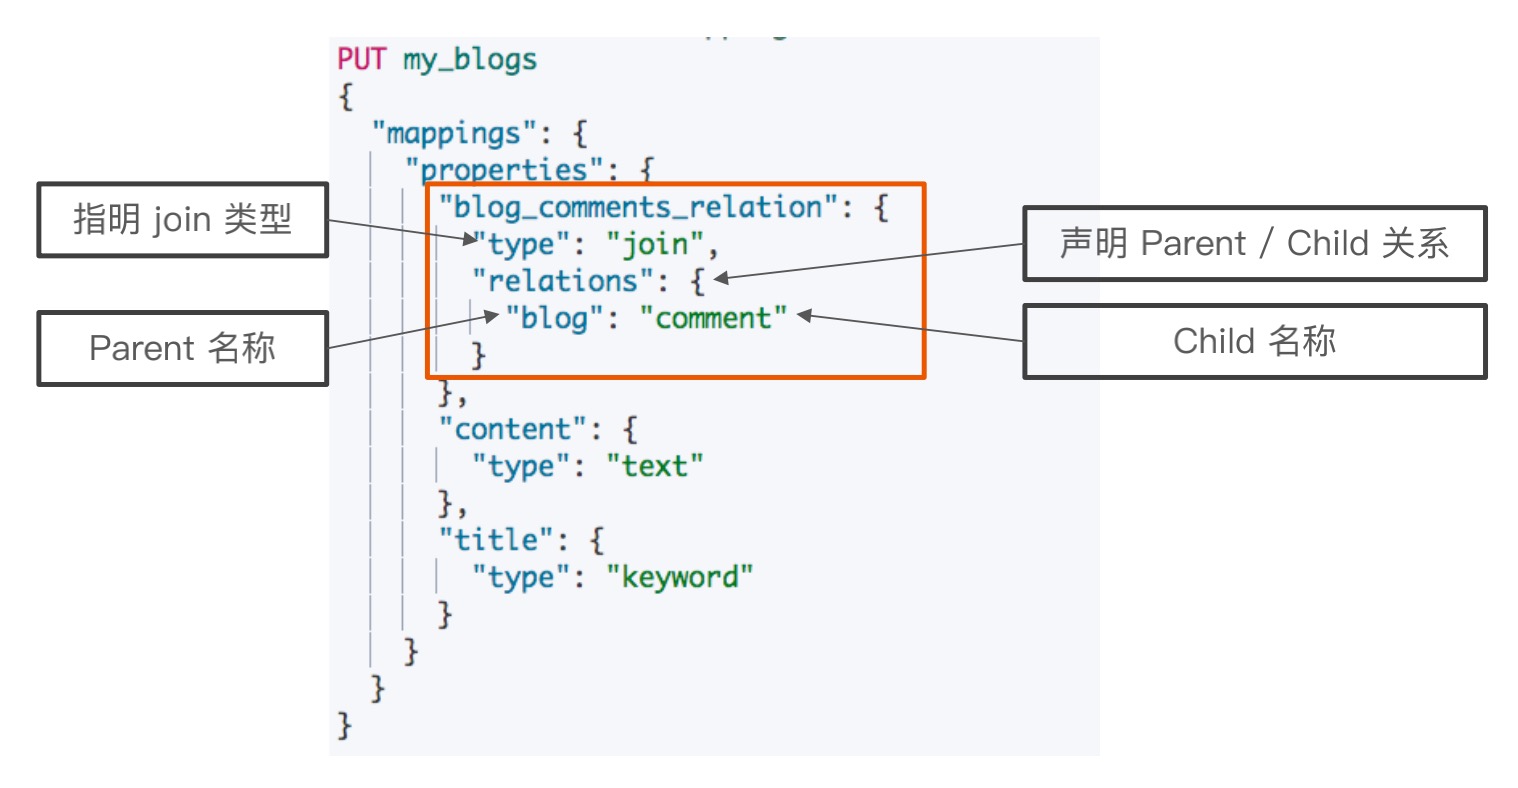 PUT my_blogs
{
"mappings": {
"properties": {
"blog_comments_relation": {
"type": "join",
"relations": {
"blog": "comment"
}
},
"content": {
"type": "text"
},
"title": {
"type": "keyword"
}
}
}
}
指明 join 类型
Parent 名称
声明 Parent / Child 关系
Child 名称